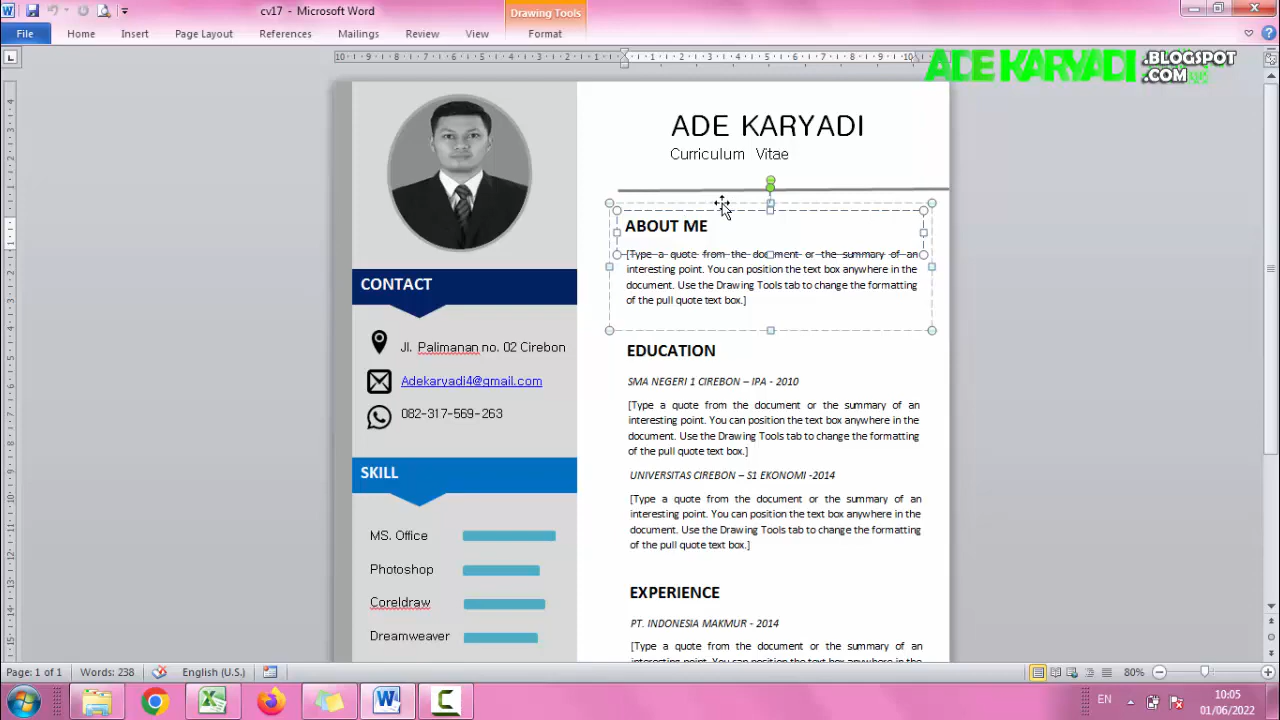 cv17 - Microsoft Word
Drawing Tools
File Home Insert Page Layout References Mailings Review View Format
ADE KARYADI .BLOGSPOT .COM
ADE KARYADI
Curriculum Vitae
ABOUT ME
[Type a quote from the document or the summary of an
interesting point. You can position the text box anywhere in the
document. Use the Drawing Tools tab to change the formatting
of the pull quote text box.]
CONTACT
Jl. Palimanan no. 02 Cirebon
Adekaryadi4@gmail.com
082-317-569-263
SKILL
MS. Office
Photoshop
Coreldraw
Dreamweaver
EDUCATION
SMA NEGERI 1 CIREBON – IPA - 2010
[Type a quote from the document or the summary of an
interesting point. You can position the text box anywhere in the
document. Use the Drawing Tools tab to change the formatting
of the pull quote text box.]
UNIVERSITAS CIREBON – S1 EKONOMI -2014
[Type a quote from the document or the summary of an
interesting point. You can position the text box anywhere in the
document. Use the Drawing Tools tab to change the formatting
of the pull quote text box.]
EXPERIENCE
PT. INDONESIA MAKMUR - 2014
[Type a quote from the document or the summary of an
Page: 1 of 1 Words: 238 English (U.S.) 80%
EN 10:05
01/06/2022